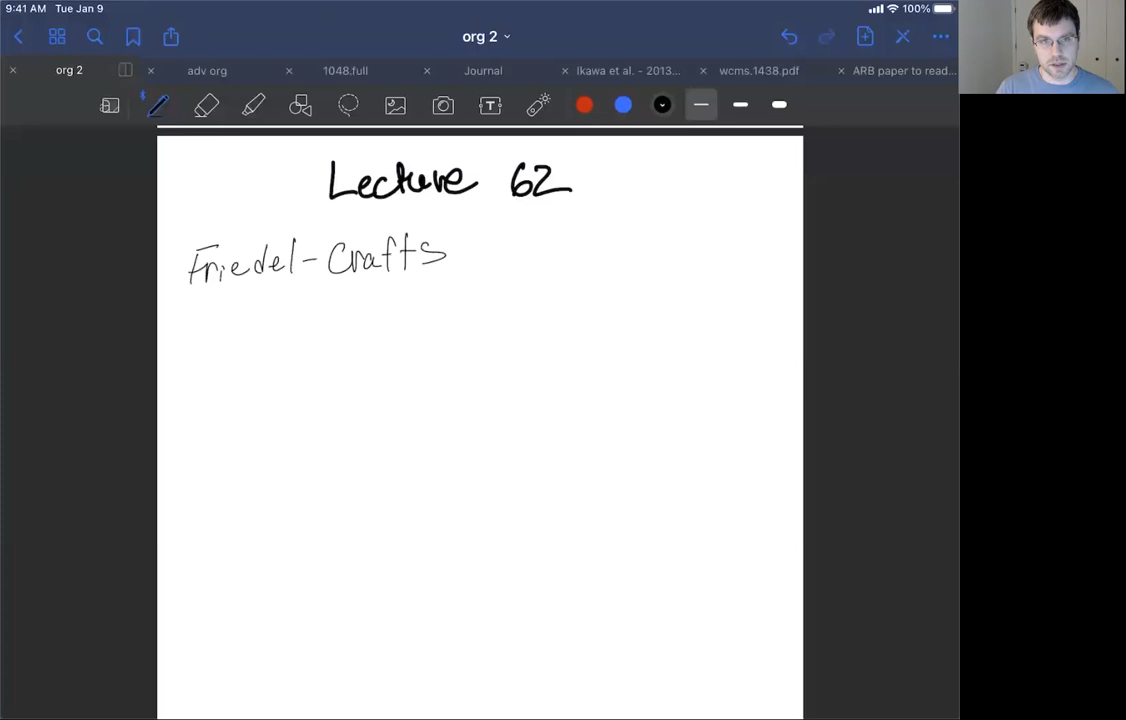 9:41 AM Tue Jan 9
100%
org 2
org 2
adv org
1048.full
Journal
Ikawa et al. - 2013...
wcms.1438.pdf
ARB paper to read...
T
Lecture 62
Friedel-Crafts